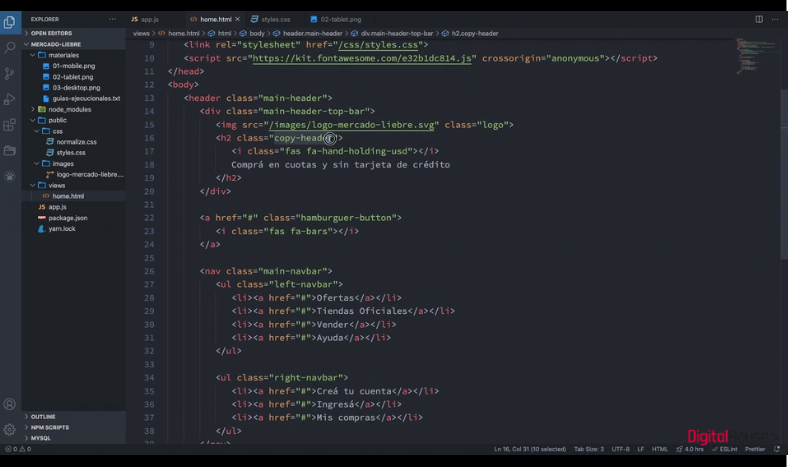 EXPLORER
JS app.js
<> home.html ×
styles.css
02-tablet.png
> OPEN EDITORS
MERCADO-LIEBRE
materiales
01-mobile.png
02-tablet.png
03-desktop.png
guias-ejecucionales.txt
node_modules
public
css
normalize.css
styles.css
images
logo-mercado-liebre....
views
<> home.html
JS app.js
package.json
yarn.lock
> OUTLINE
> NPM SCRIPTS
> MYSQL
views > <> home.html > html > body > header.main-header > div.main-header-top-bar > h2.copy-header
9 <link rel="stylesheet" href="/css/styles.css">
10 <script src="https://kit.fontawesome.com/e32b1dc814.js" crossorigin="anonymous"></script>
11 </head>
12 <body>
13 <header class="main-header">
14 <div class="main-header-top-bar">
15 <img src="/images/logo-mercado-liebre.svg" class="logo">
16 <h2 class="copy-header">
17 <i class="fas fa-hand-holding-usd"></i>
18 Comprá en cuotas y sin tarjeta de crédito
19 </h2>
20 </div>
21
22 <a href="#" class="hamburguer-button">
23 <i class="fas fa-bars"></i>
24 </a>
25
26 <nav class="main-navbar">
27 <ul class="left-navbar">
28 <li><a href="#">Ofertas</a></li>
29 <li><a href="#">Tiendas Oficiales</a></li>
30 <li><a href="#">Vender</a></li>
31 <li><a href="#">Ayuda</a></li>
32 </ul>
33
34 <ul class="right-navbar">
35 <li><a href="#">Creá tu cuenta</a></li>
36 <li><a href="#">Ingresá</a></li>
37 <li><a href="#">Mis compras</a></li>
38 </ul>
DigitalHouse>
0 0
Ln 16, Col 31 (10 selected) Tab Size: 3 UTF-8 LF HTML 4.0 hrs ESLint Prettier